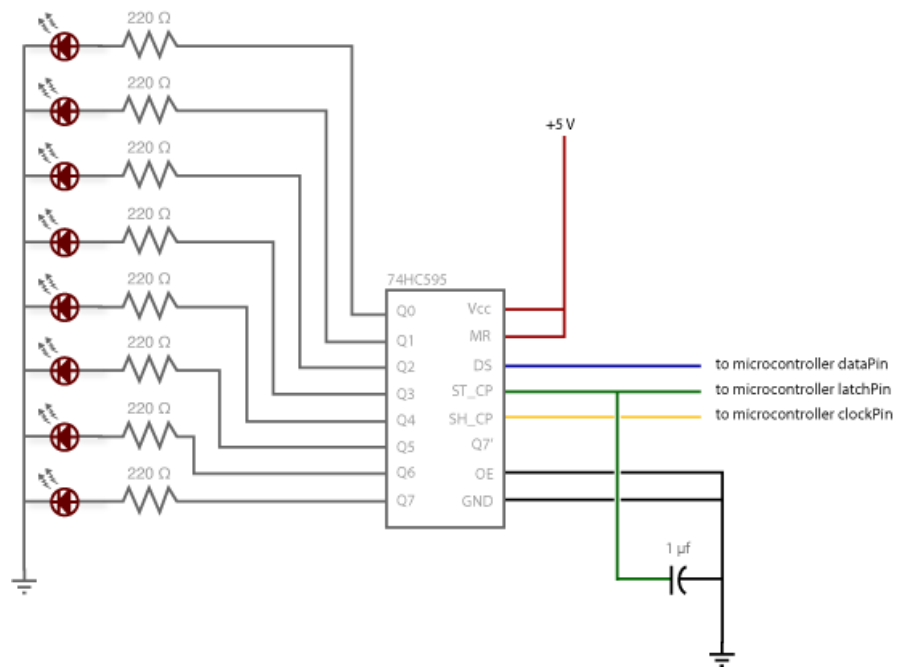 220 Ω
220 Ω
220 Ω
220 Ω
220 Ω
220 Ω
220 Ω
220 Ω
+5 V
74HC595
Q0
Q1
Q2
Q3
Q4
Q5
Q6
Q7
Vcc
MR
DS
ST_CP
SH_CP
Q7'
OE
GND
to microcontroller dataPin
to microcontroller latchPin
to microcontroller clockPin
1 µf